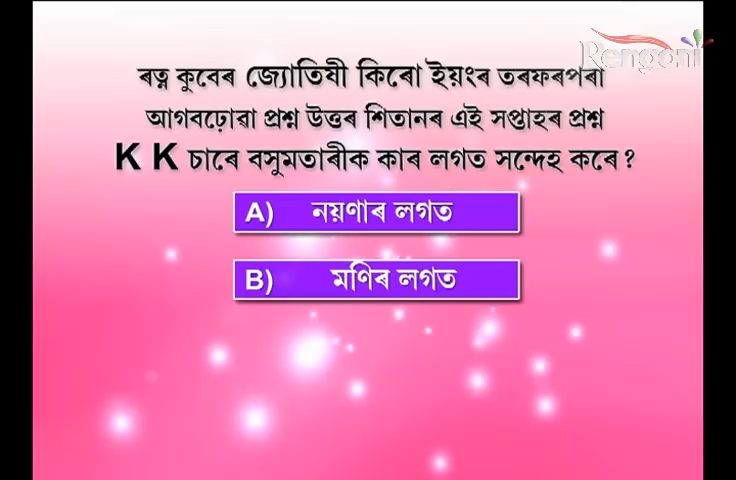 Rengoni
ৰত্ন কুবেৰ জ্যোতিষী কিৰো ইয়ংৰ তৰফৰপৰা
আগবঢ়োৱা প্ৰশ্ন উত্তৰ শিতানৰ এই সপ্তাহৰ প্ৰশ্ন
K K চাৰে বসুমতাৰীক কাৰ লগত সন্দেহ কৰে?
A) নয়ণাৰ লগত
B) মণিৰ লগত